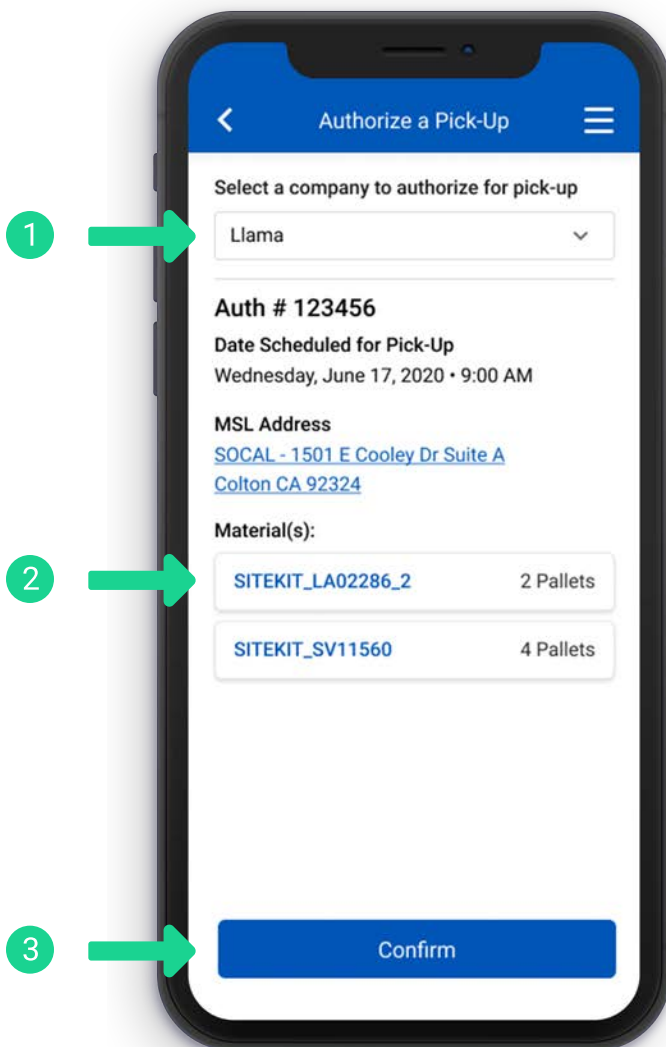 Authorize a Pick-Up
Select a company to authorize for pick-up
1
Llama
Auth # 123456
Date Scheduled for Pick-Up
Wednesday, June 17, 2020 • 9:00 AM
MSL Address
SOCAL - 1501 E Cooley Dr Suite A
Colton CA 92324
Material(s):
2
SITEKIT_LA02286_2 2 Pallets
SITEKIT_SV11560 4 Pallets
3
Confirm